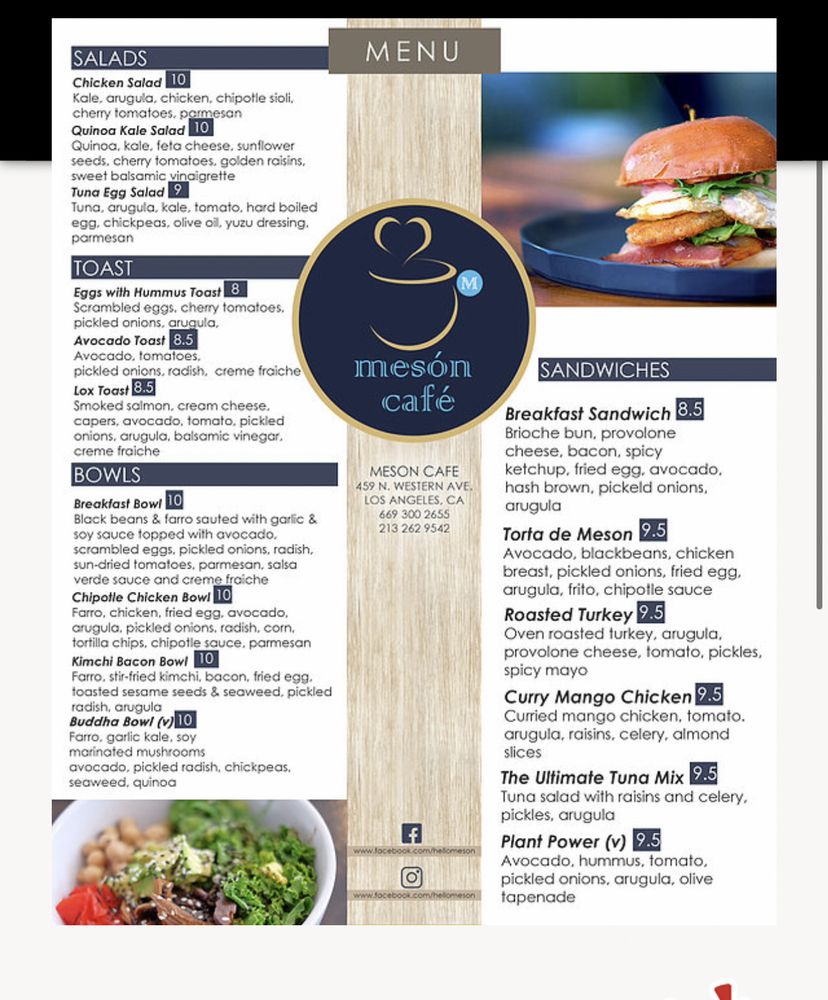 MENU
SALADS
Chicken Salad 10
Kale, arugula, chicken, chipotle sioli,
cherry tomatoes, parmesan
Quinoa Kale Salad 10
Quinoa, kale, feta cheese, sunflower
seeds, cherry tomatoes, golden raisins,
sweet balsamic vinaigrette
Tuna Egg Salad 9
Tuna, arugula, kale, tomato, hard boiled
egg, chickpeas, olive oil, yuzu dressing,
parmesan
TOAST
Eggs with Hummus Toast 8
Scrambled eggs, cherry tomatoes,
pickled onions, arugula,
Avocado Toast 8.5
Avocado, tomatoes,
pickled onions, radish, creme fraiche
Lox Toast 8.5
Smoked salmon, cream cheese,
capers, avocado, tomato, pickled
onions, arugula, balsamic vinegar,
creme fraiche
BOWLS
Breakfast Bowl 10
Black beans & farro sauted with garlic &
soy sauce topped with avocado,
scrambled eggs, pickled onions, radish,
sun-dried tomatoes, parmesan, salsa
verde sauce and creme fraiche
Chipotle Chicken Bowl 10
Farro, chicken, fried egg, avocado,
arugula, pickled onions, radish, corn,
tortilla chips, chipotle sauce, parmesan
Kimchi Bacon Bowl 10
Farro, stir-fried kimchi, bacon, fried egg,
toasted sesame seeds & seaweed, pickled
radish, arugula
Buddha Bowl (v) 10
Farro, garlic kale, soy
marinated mushrooms
avocado, pickled radish, chickpeas,
seaweed, quinoa
M
mesón
café
MESON CAFE
459 N. WESTERN AVE.
LOS ANGELES, CA
669 300 2655
213 262 9542
www.facebook.com/hellomeson
www.facebook.com/hellomeson
SANDWICHES
Breakfast Sandwich 8.5
Brioche bun, provolone
cheese, bacon, spicy
ketchup, fried egg, avocado,
hash brown, pickeld onions,
arugula
Torta de Meson 9.5
Avocado, blackbeans, chicken
breast, pickled onions, fried egg,
arugula, frito, chipotle sauce
Roasted Turkey 9.5
Oven roasted turkey, arugula,
provolone cheese, tomato, pickles,
spicy mayo
Curry Mango Chicken 9.5
Curried mango chicken, tomato.
arugula, raisins, celery, almond
slices
The Ultimate Tuna Mix 9.5
Tuna salad with raisins and celery,
pickles, arugula
Plant Power (v) 9.5
Avocado, hummus, tomato,
pickled onions, arugula, olive
tapenade